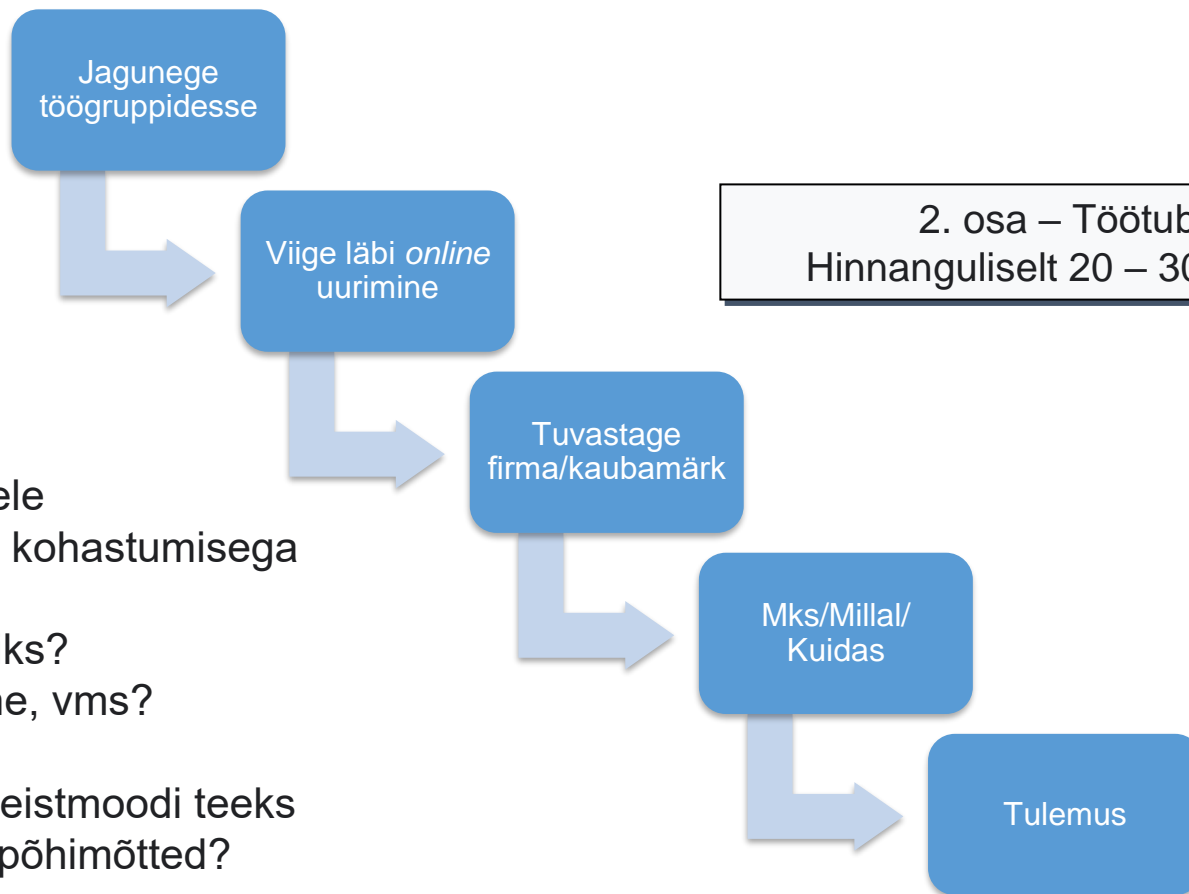 Jagunege
töögruppidesse
Viige läbi online
uurimine
2. osa – Töötub
Hinnanguliselt 20 – 30
Tuvastage
firma/kaubamärk
Mks/Millal/
Kuidas
Tulemus
ele
kohastumisega
ks?
ne, vms?
eistmoodi teeks
põhimõtted?